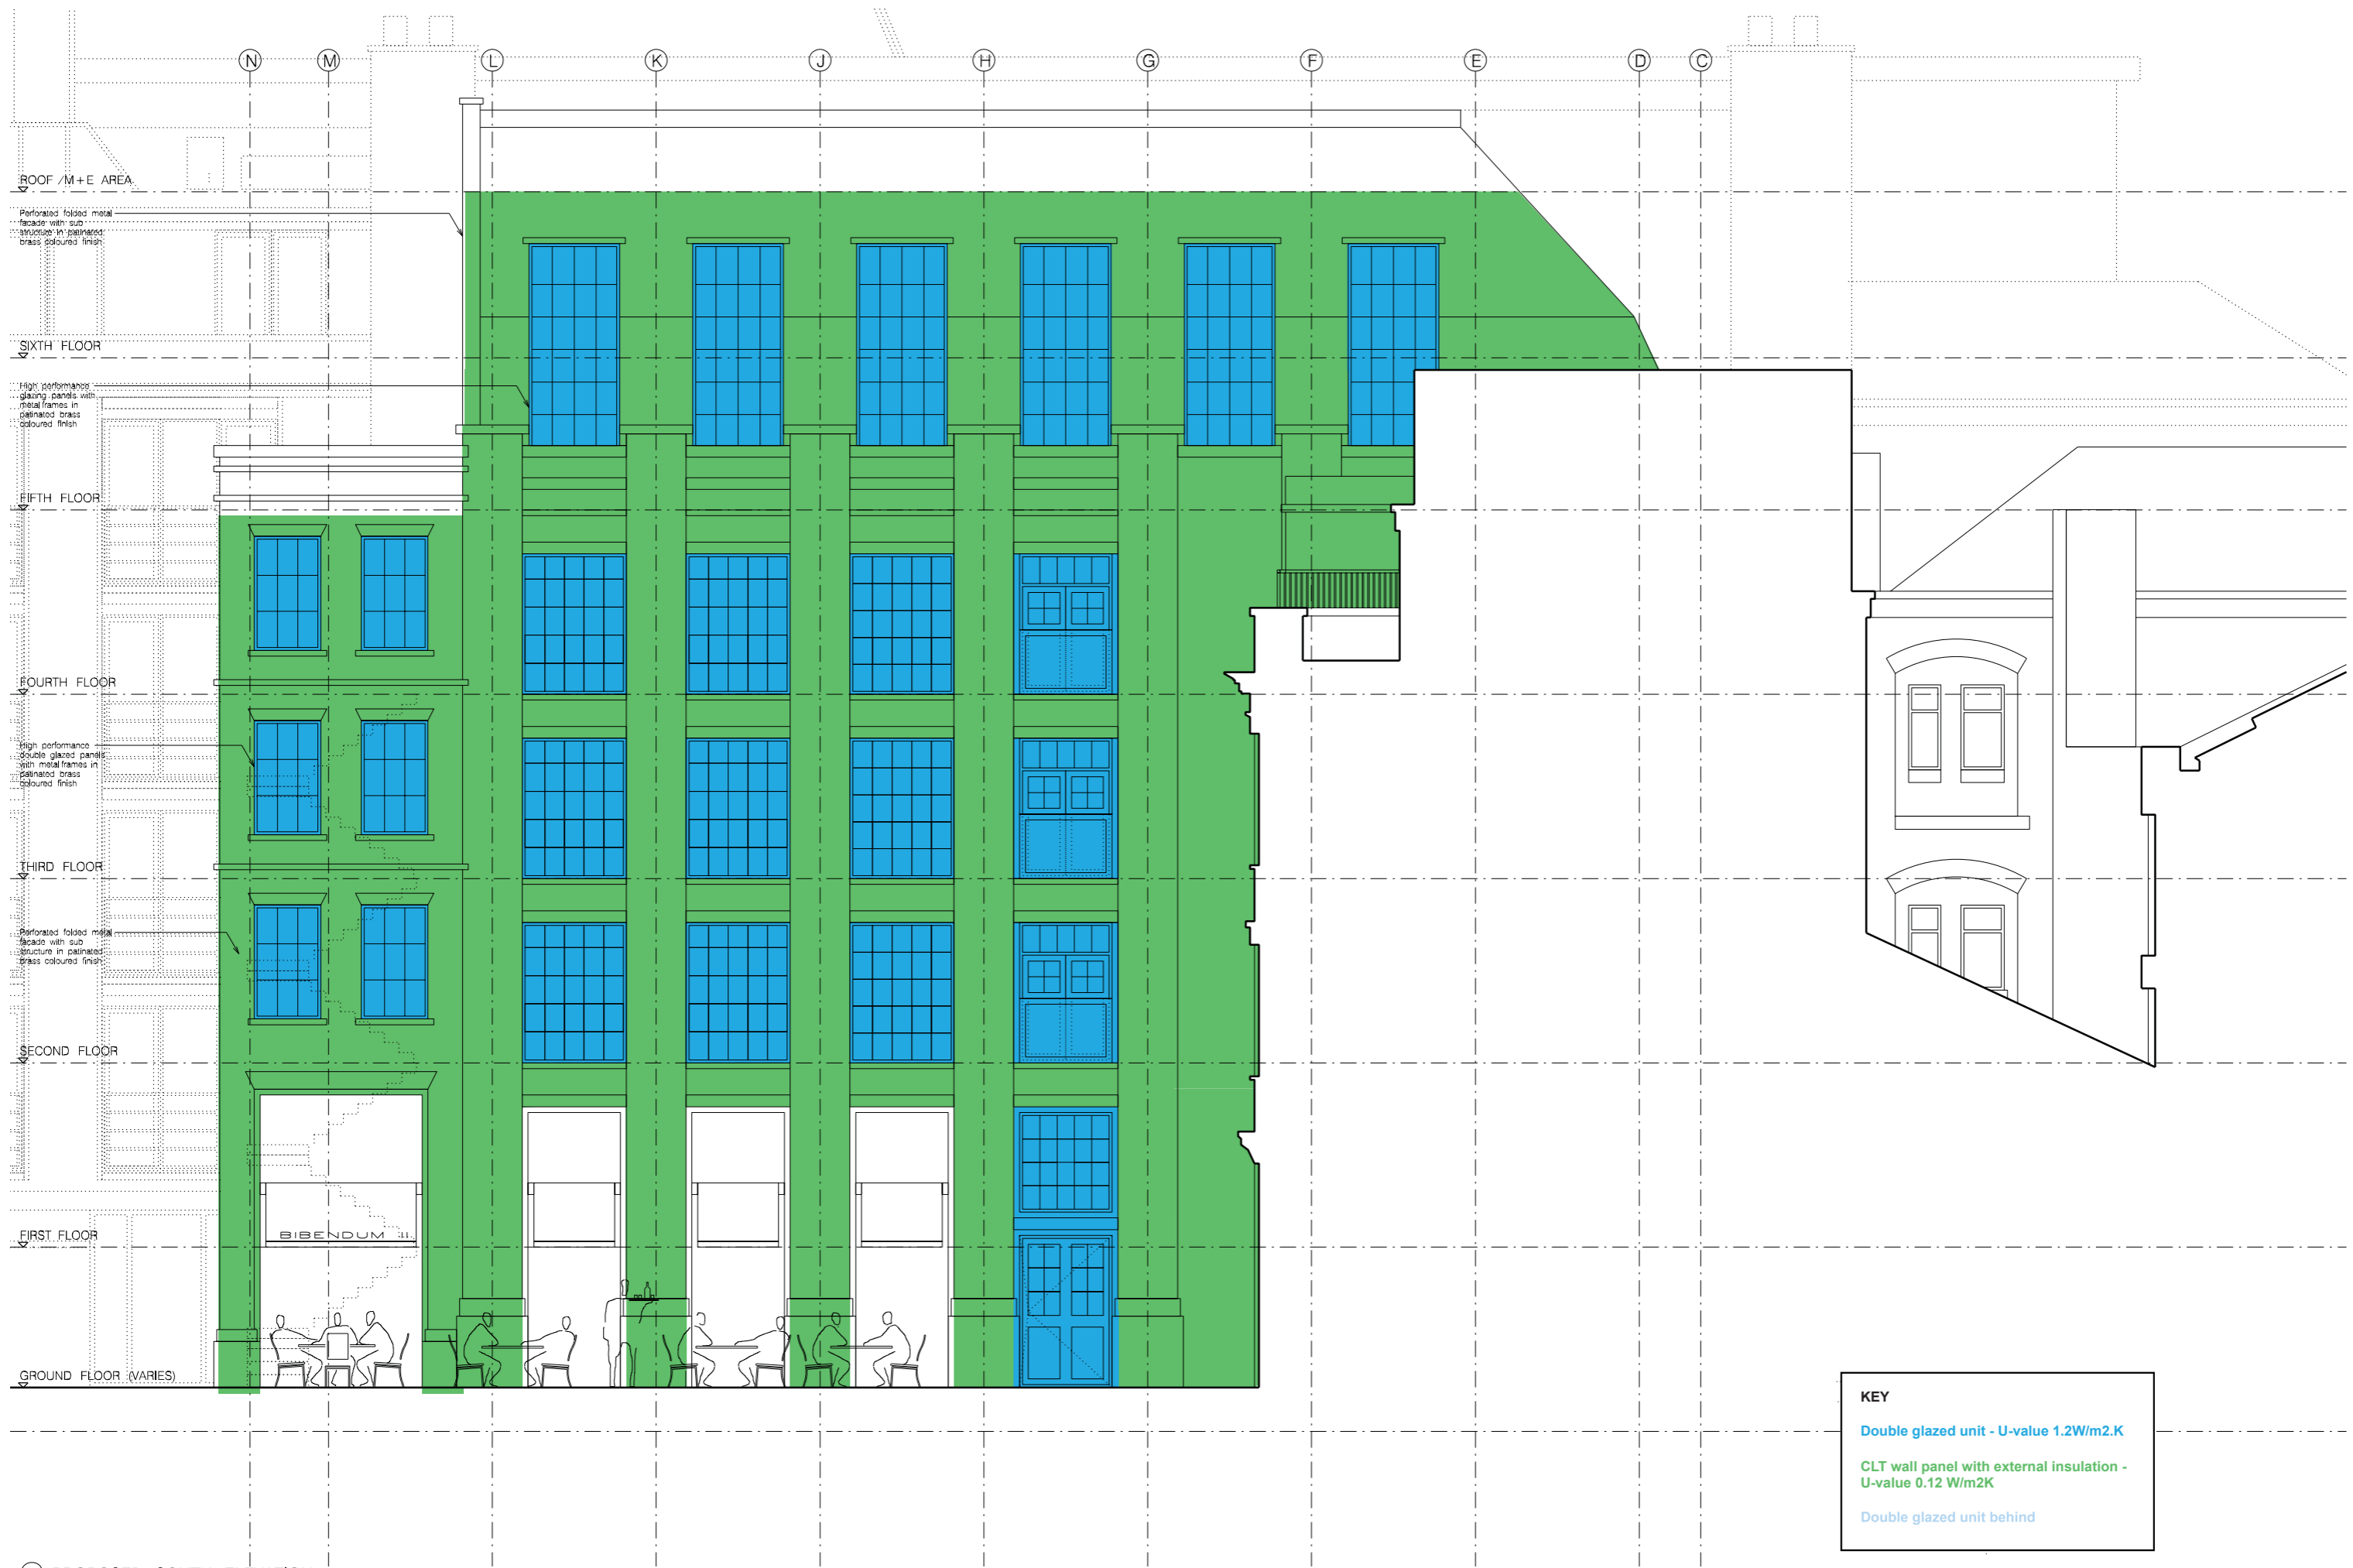 N M L K J H G F E D C
ROOF /M+E AREA
Perforated folded metal
facade with sub
structure in patinated
brass coloured finish
SIXTH FLOOR
High performance
glazing panels with
metal frames in
patinated brass
coloured finish
FIFTH FLOOR
FOURTH FLOOR
High performance
double glazed panels
with metal frames in
patinated brass
coloured finish
THIRD FLOOR
Perforated folded metal
facade with sub
structure in patinated
brass coloured finish
SECOND FLOOR
FIRST FLOOR
BIBENDUM
GROUND FLOOR (VARIES)
KEY
Double glazed unit - U-value 1.2W/m2.K
CLT wall panel with external insulation -
U-value 0.12 W/m2K
Double glazed unit behind